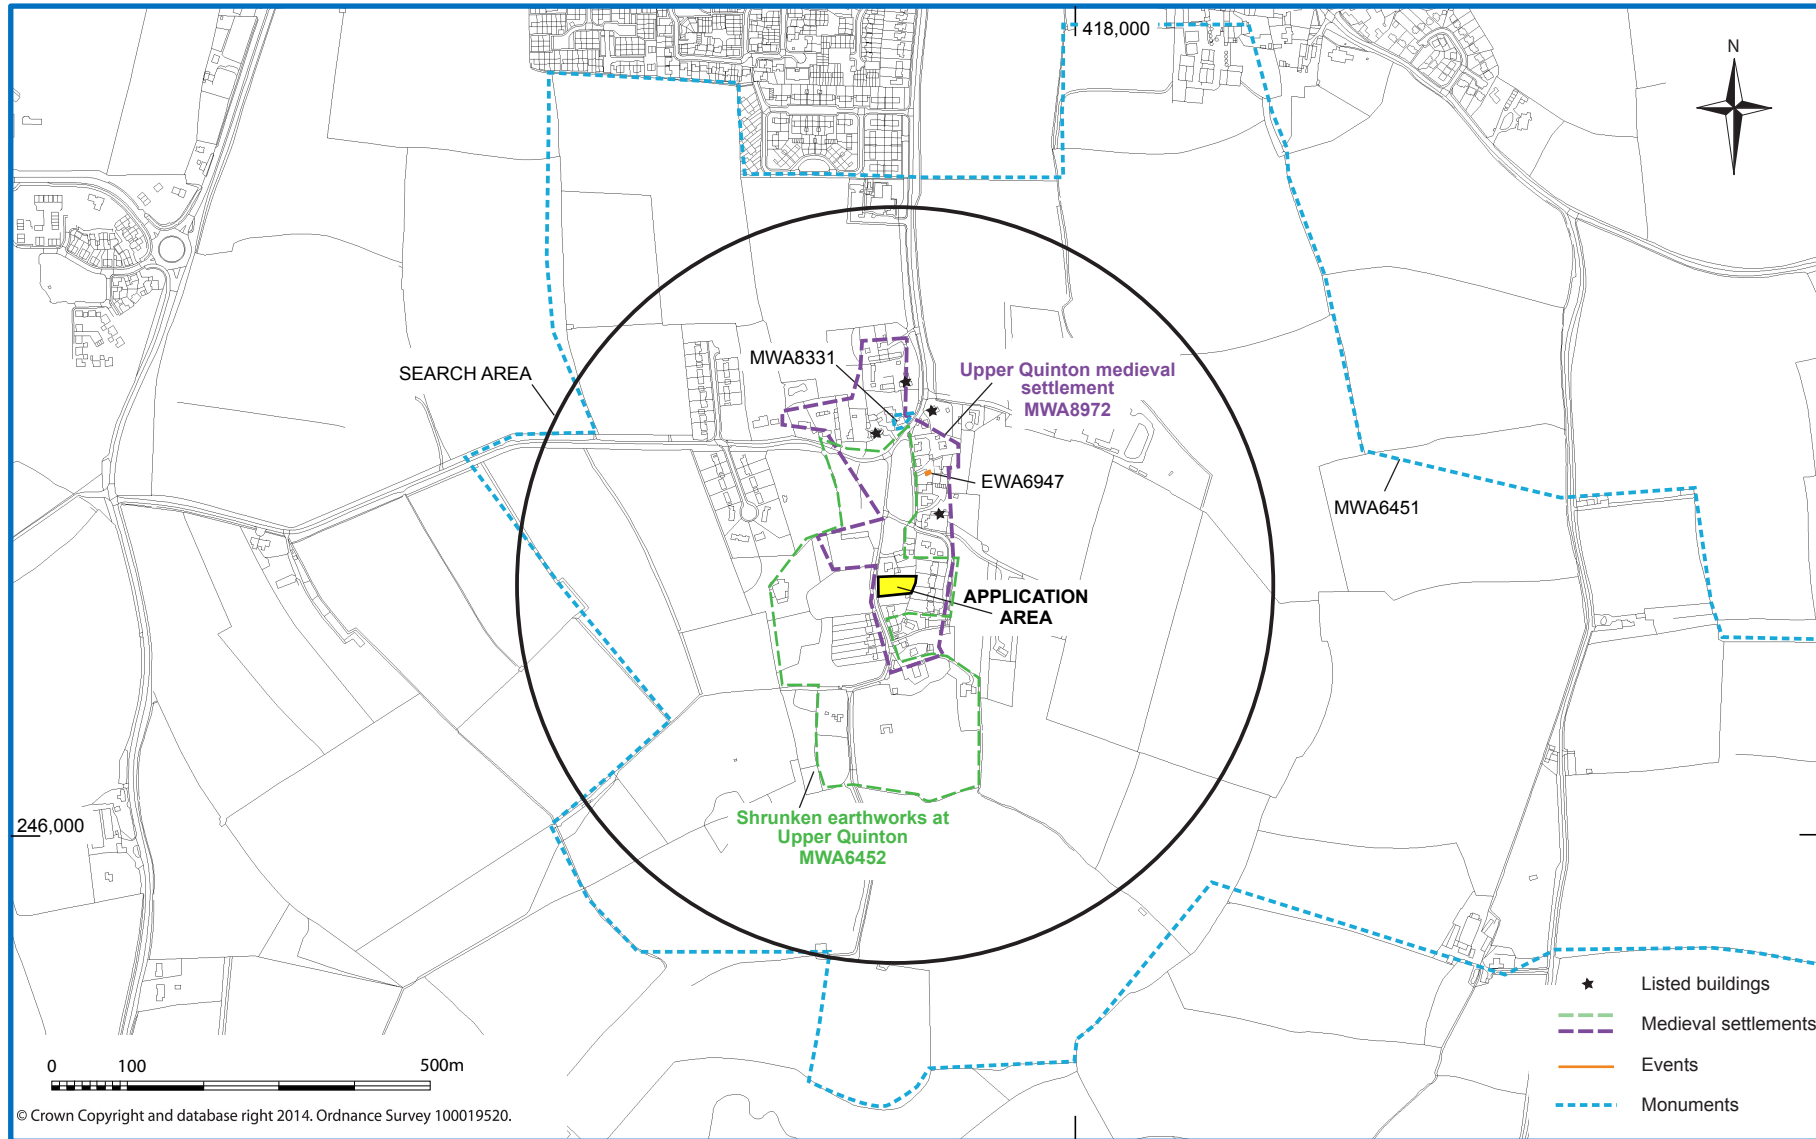 418,000
N
MWA8331
SEARCH AREA
Upper Quinton medieval
settlement
MWA8972
EWA6947
MWA6451
APPLICATION
AREA
246,000
Shrunken earthworks at
Upper Quinton
MWA6452
Listed buildings
Medieval settlements
Events
Monuments
0 100 500m
© Crown Copyright and database right 2014. Ordnance Survey 100019520.